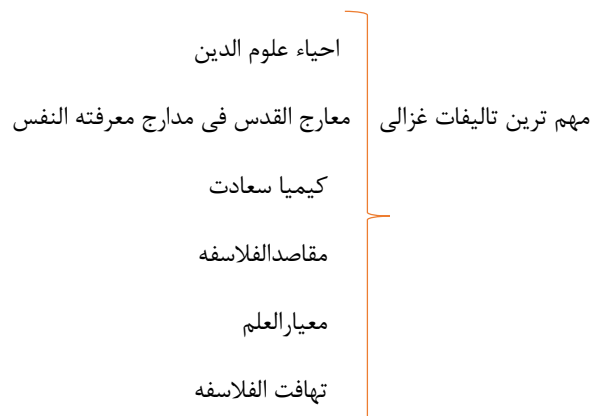 احیاء علوم الدین
مهم ترین تالیفات غزالی
معارج القدس فی مدارج معرفته النفس
کیمیا سعادت
مقاصدالفلاسفه
معیارالعلم
تهافت الفلاسفه